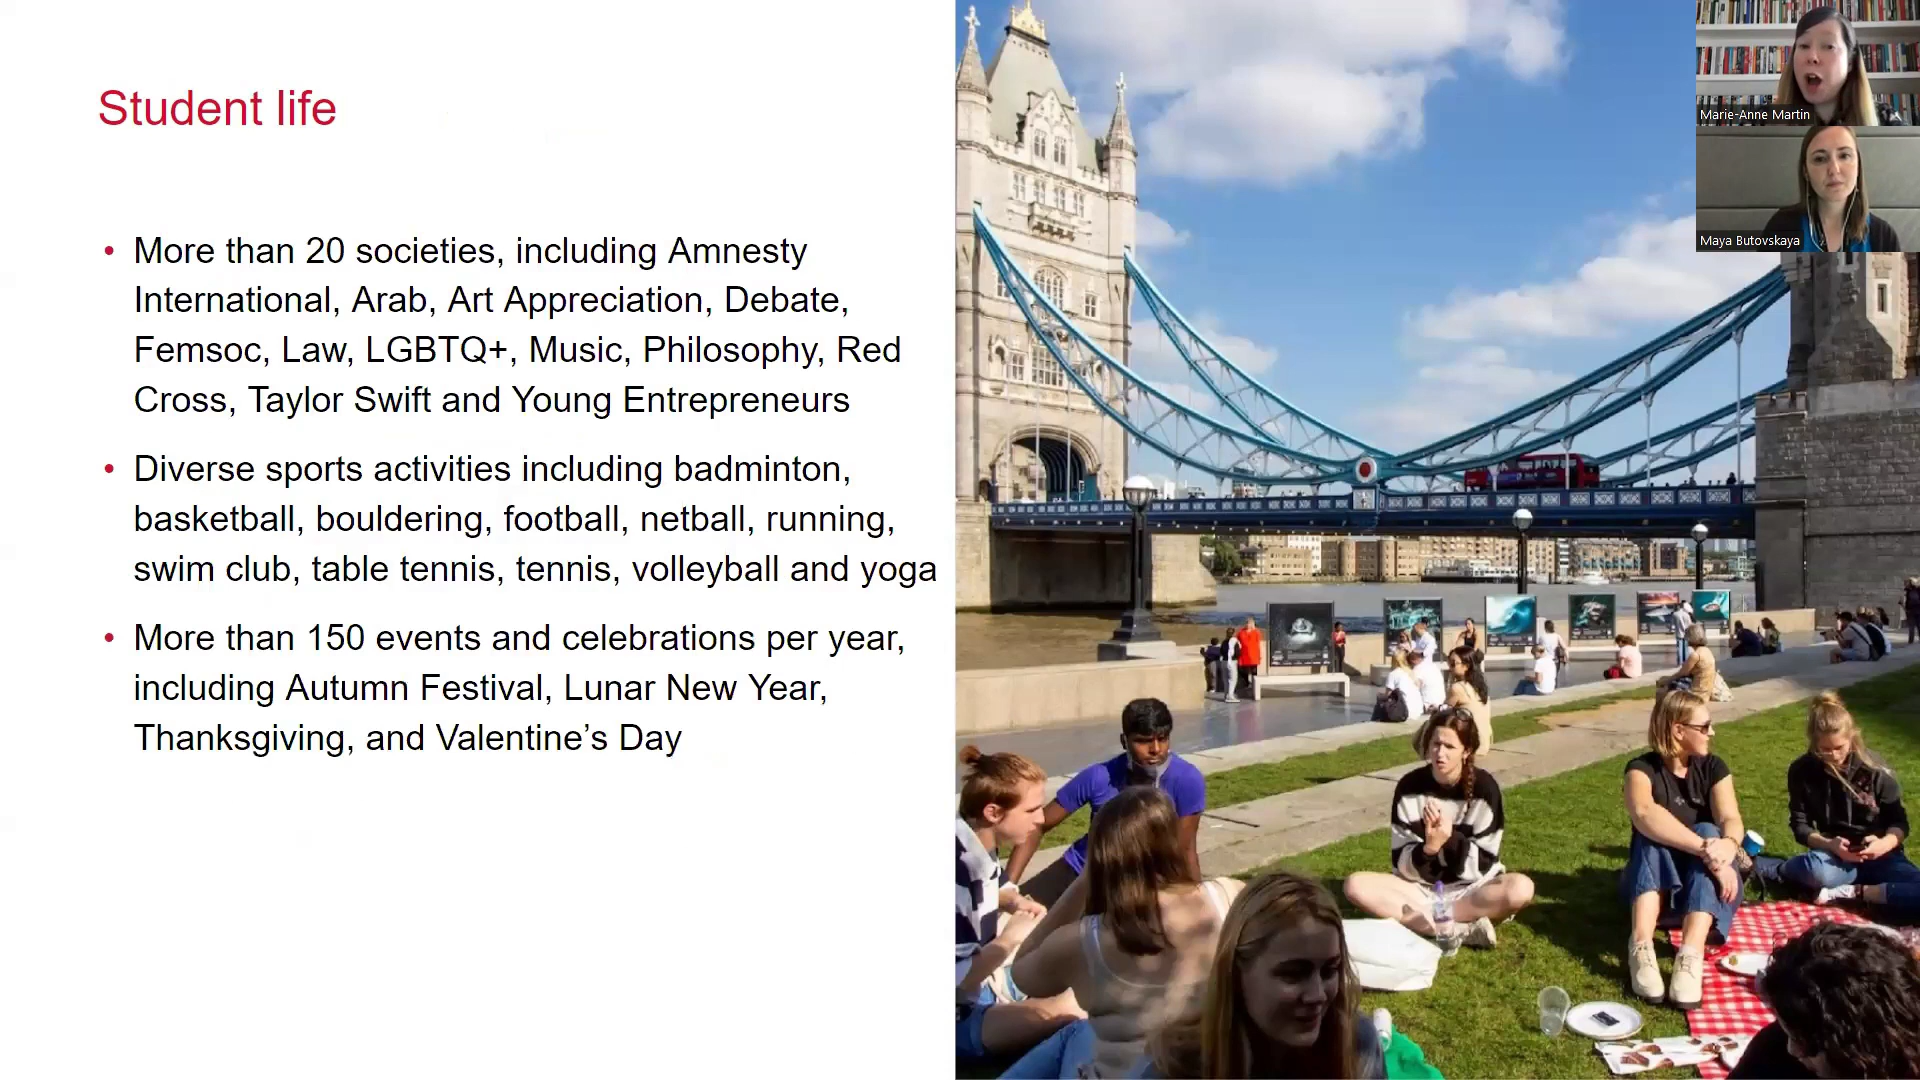 Student life
• More than 20 societies, including Amnesty
International, Arab, Art Appreciation, Debate,
Femsoc, Law, LGBTQ+, Music, Philosophy, Red
Cross, Taylor Swift and Young Entrepreneurs
• Diverse sports activities including badminton,
basketball, bouldering, football, netball, running,
swim club, table tennis, tennis, volleyball and yoga
• More than 150 events and celebrations per year,
including Autumn Festival, Lunar New Year,
Thanksgiving, and Valentine’s Day
Marie-Anne Martin
Maya Butovskaya